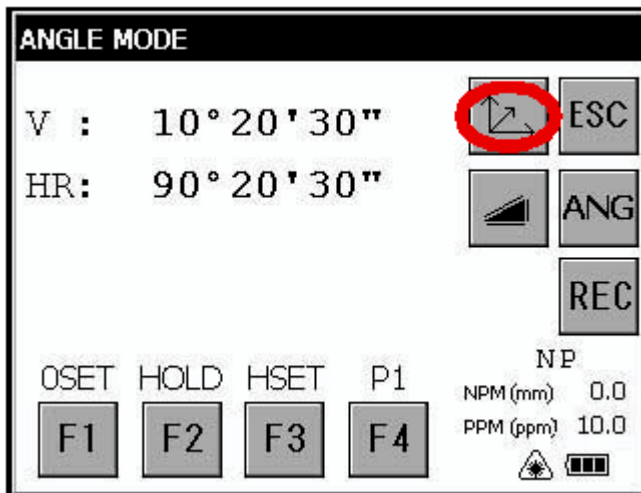 ANGLE MODE
V : 10°20'30"
ESC
HR: 90°20'30"
ANG
REC
0SET HOLD HSET P1
F1 F2 F3 F4
NP
NPM (mm) 0.0
PPM (ppm) 10.0